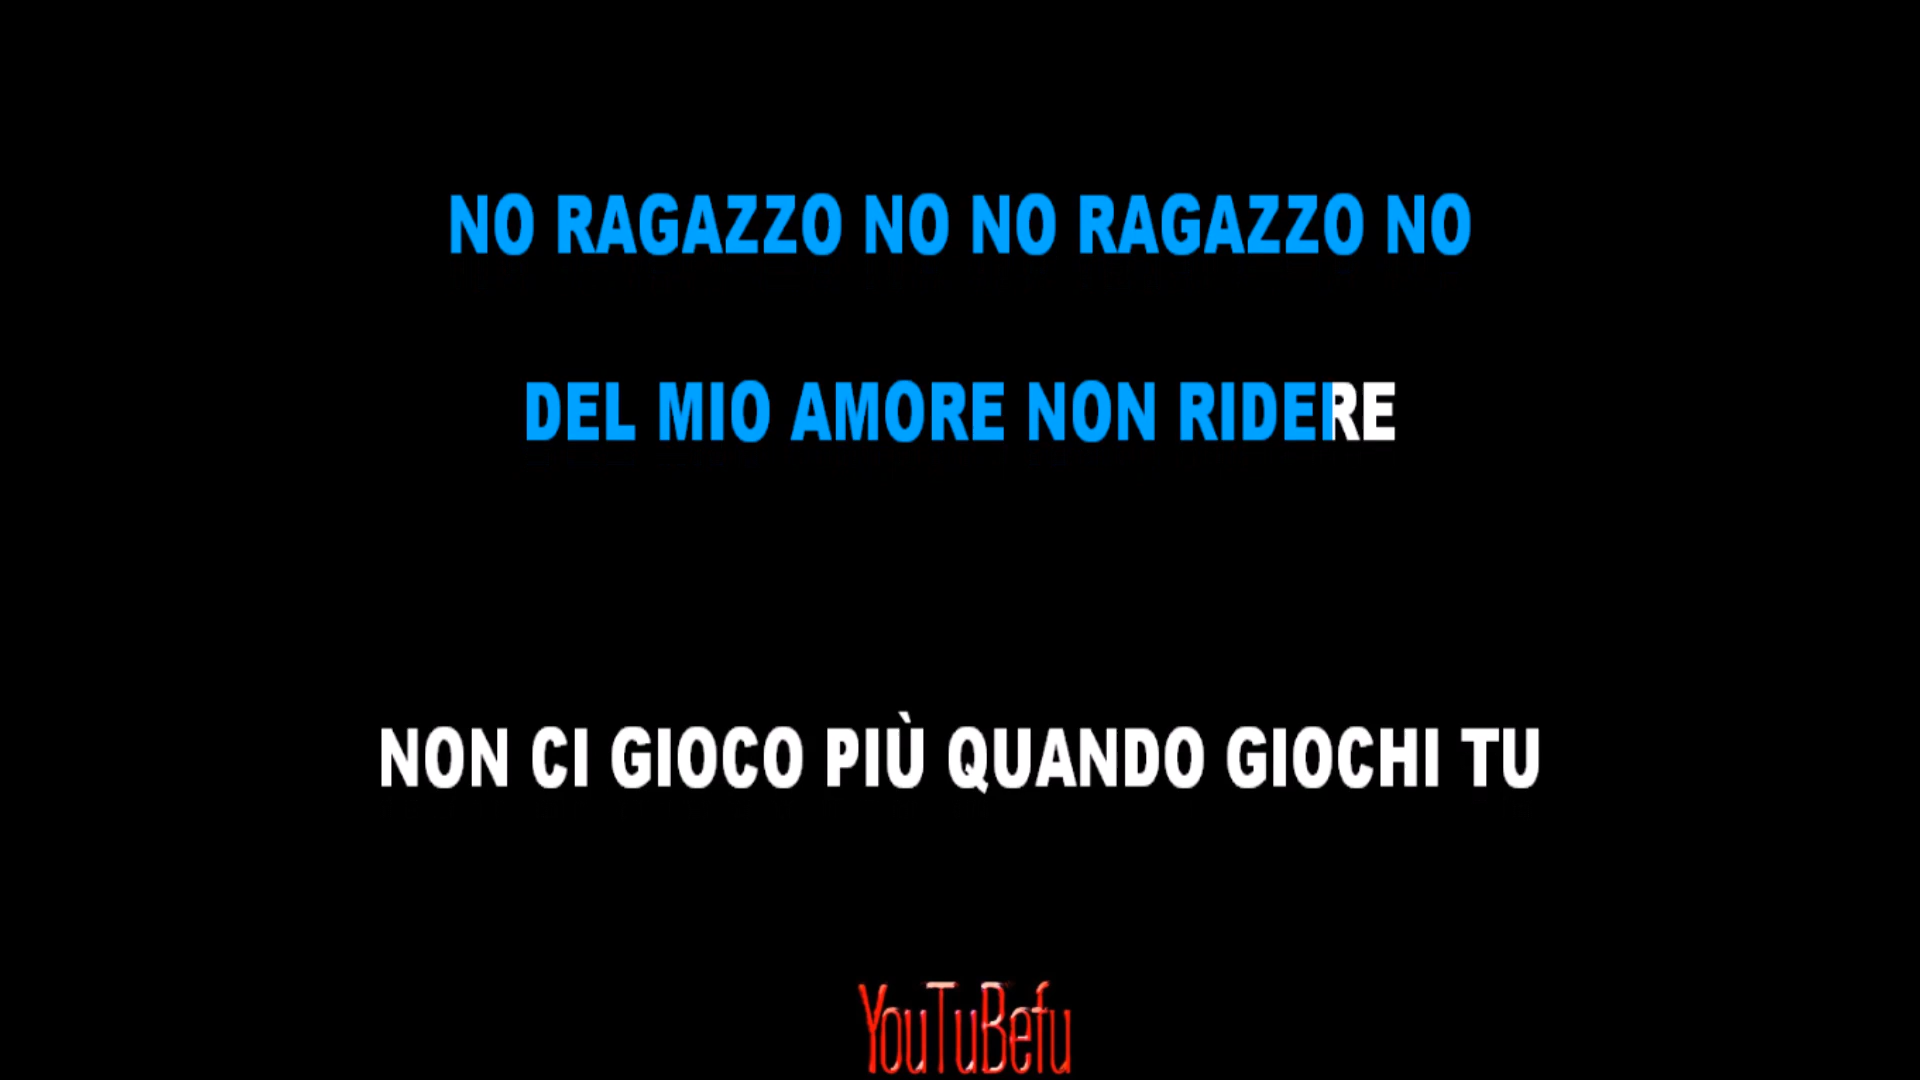 NO RAGAZZO NO NO RAGAZZO NO
DEL MIO AMORE NON RIDERE
NON CI GIOCO PIÙ QUANDO GIOCHI TU
YouTuBefu